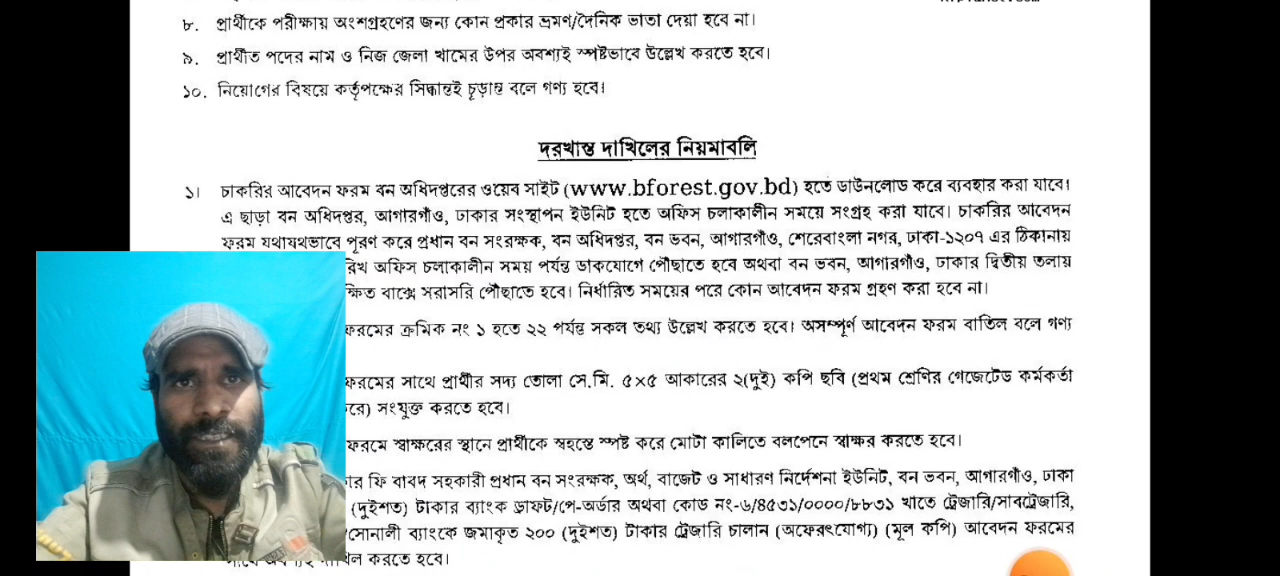 ৮. প্রার্থীকে পরীক্ষায় অংশগ্রহণের জন্য কোন প্রকার ভ্রমণ/দৈনিক ভাতা দেয়া হবে না।
৯. প্রার্থীত পদের নাম ও নিজ জেলা খামের উপর অবশ্যই স্পষ্টভাবে উল্লেখ করতে হবে।
১০. নিয়োগের বিষয়ে কর্তৃপক্ষের সিদ্ধান্তই চূড়ান্ত বলে গণ্য হবে।
দরখাস্ত দাখিলের নিয়মাবলি
১। চাকরির আবেদন ফরম বন অধিদপ্তরের ওয়েব সাইট (www.bforest.gov.bd) হতে ডাউনলোড করে ব্যবহার করা যাবে।
এ ছাড়া বন অধিদপ্তর, আগারগাঁও, ঢাকার সংস্থাপন ইউনিট হতে অফিস চলাকালীন সময়ে সংগ্রহ করা যাবে। চাকরির আবেদন
ফরম যথাযথভাবে পূরণ করে প্রধান বন সংরক্ষক, বন অধিদপ্তর, বন ভবন, আগারগাঁও, শেরেবাংলা নগর, ঢাকা-১২০৭ এর ঠিকানায়
রিখ অফিস চলাকালীন সময় পর্যন্ত ডাকযোগে পৌছাতে হবে অথবা বন ভবন, আগারগাঁও, ঢাকার দ্বিতীয় তলায়
ক্ষিত বাক্সে সরাসরি পৌছাতে হবে। নির্ধারিত সময়ের পরে কোন আবেদন ফরম গ্রহণ করা হবে না।
ফরমের ক্রমিক নং ১ হতে ২২ পর্যন্ত সকল তথ্য উল্লেখ করতে হবে। অসম্পূর্ণ আবেদন ফরম বাতিল বলে গণ্য
ফরমের সাথে প্রার্থীর সদ্য তোলা সে.মি. ৫×৫ আকারের ২(দুই) কপি ছবি (প্রথম শ্রেণির গেজেটেড কর্মকর্তা
রে) সংযুক্ত করতে হবে।
ফরমে স্বাক্ষরের স্থানে প্রার্থীকে স্বহস্তে স্পষ্ট করে মোটা কালিতে বলপেনে স্বাক্ষর করতে হবে।
ার ফি বাবদ সহকারী প্রধান বন সংরক্ষক, অর্থ, বাজেট ও সাধারণ নির্দেশনা ইউনিট, বন ভবন, আগারগাঁও, ঢাকা
(দুইশত) টাকার ব্যাংক ড্রাফট/পে-অর্ডার অথবা কোড নং-৬/৪৫৩১/০০০০/৮৮৩১ খাতে ট্রেজারি/সাবট্রেজারি,
/সোনালী ব্যাংকে জমাকৃত ২০০ (দুইশত) টাকার ট্রেজারি চালান (অফেরৎযোগ্য) (মূল কপি) আবেদন ফরমের
করতে হবে।